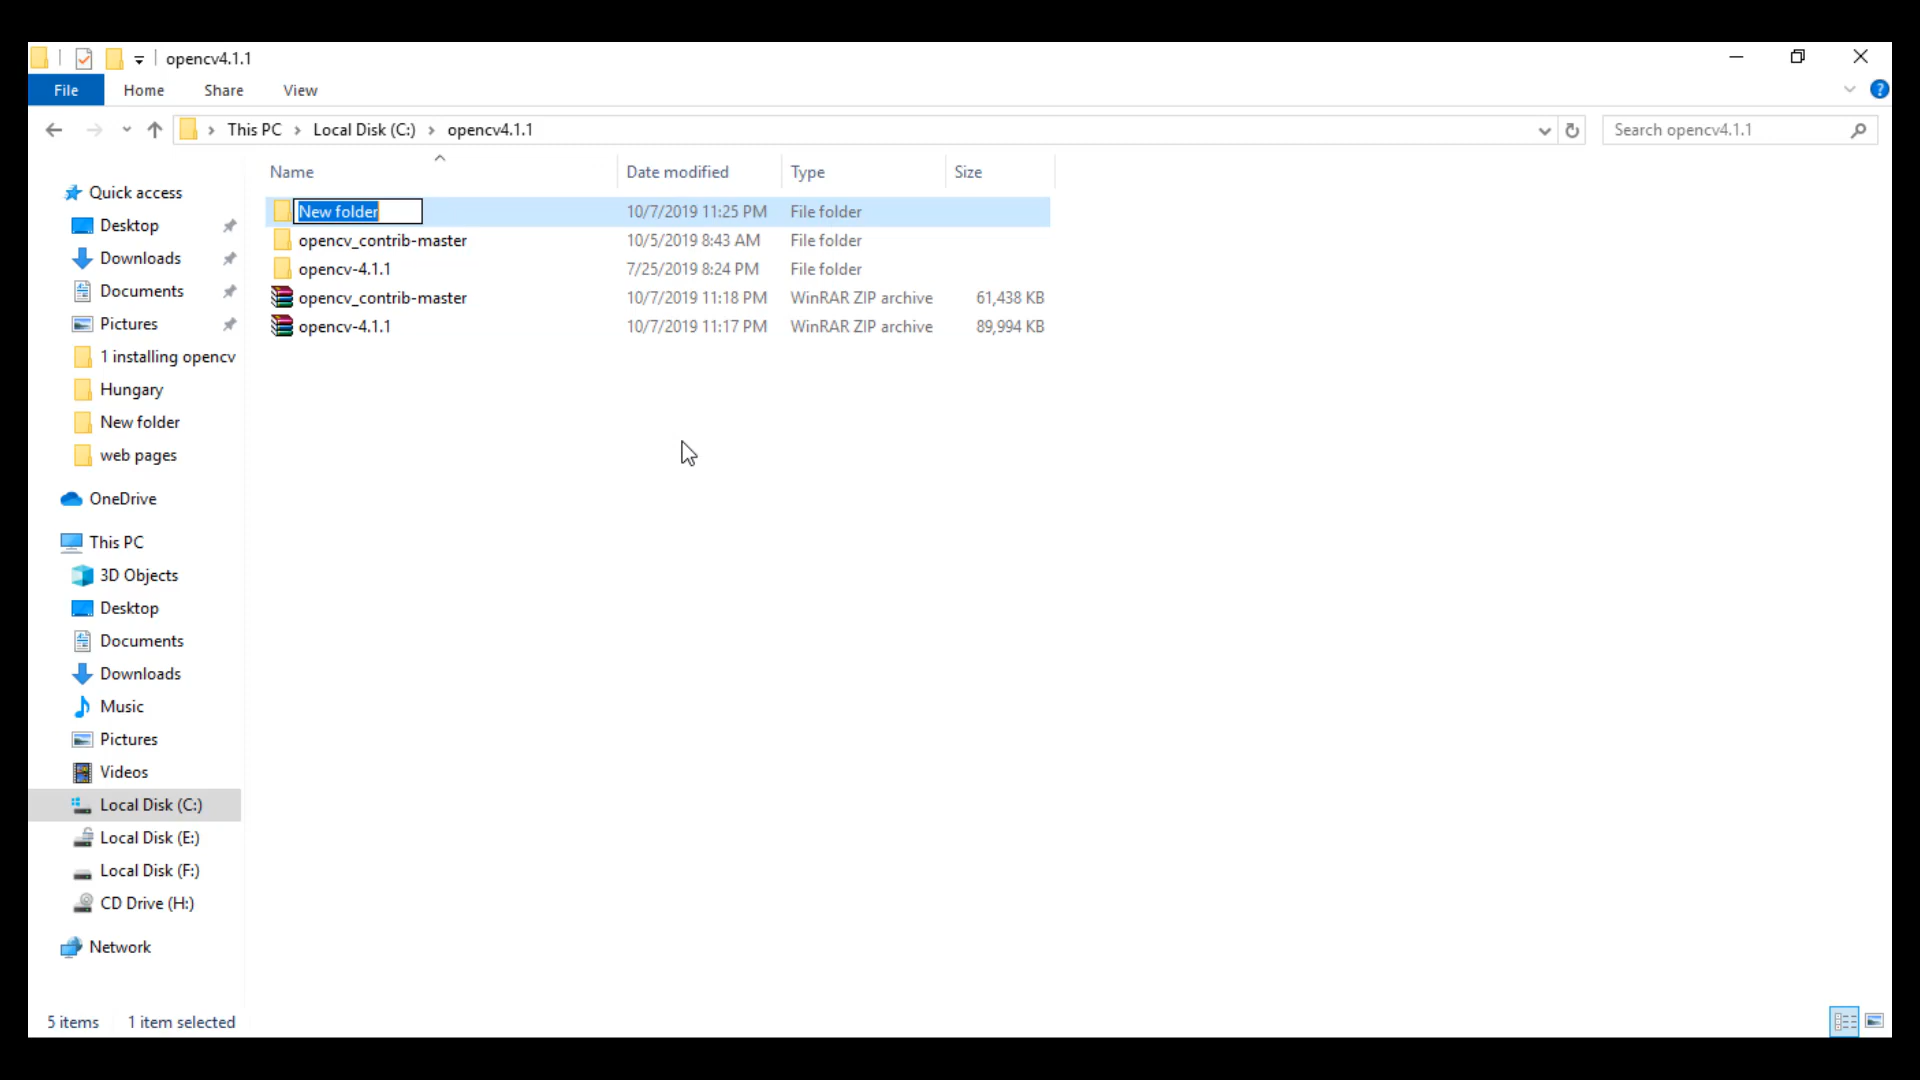 opencv4.1.1
File Home Share View
This PC Local Disk (C:) opencv4.1.1
Search opencv4.1.1
Name Date modified Type Size
New folder 10/7/2019 11:25 PM File folder
opencv_contrib-master 10/5/2019 8:43 AM File folder
opencv-4.1.1 7/25/2019 8:24 PM File folder
opencv_contrib-master 10/7/2019 11:18 PM WinRAR ZIP archive 61,438 KB
opencv-4.1.1 10/7/2019 11:17 PM WinRAR ZIP archive 89,994 KB
Quick access
Desktop
Downloads
Documents
Pictures
1 installing opencv
Hungary
New folder
web pages
OneDrive
This PC
3D Objects
Desktop
Documents
Downloads
Music
Pictures
Videos
Local Disk (C:)
Local Disk (E:)
Local Disk (F:)
CD Drive (H:)
Network
5 items 1 item selected